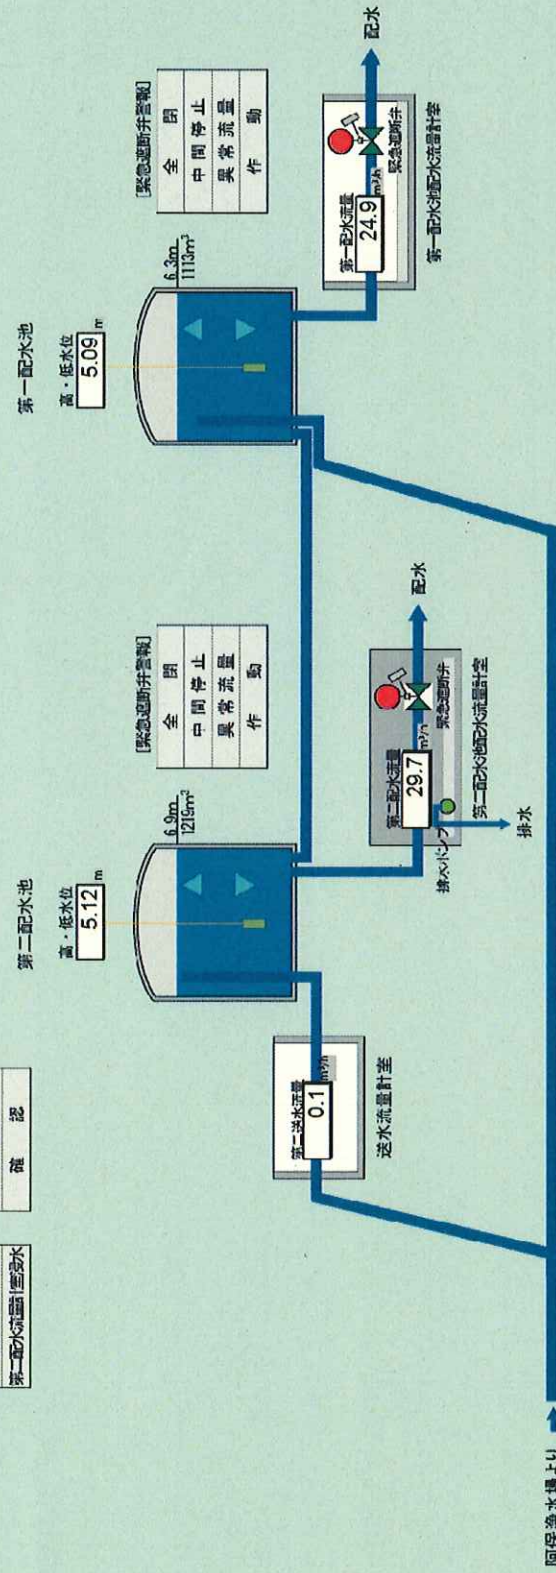 第二配水流量計室浸水
確認
第二配水池
高・低水位
5.12 m
6.9m
1219m³
[緊急遮断弁警報]
全閉
中間停止
異常流量
作動
第一配水池
高・低水位
5.09 m
6.3m
1113m³
[緊急遮断弁警報]
全閉
中間停止
異常流量
作動
第二送水流量
0.1 m³/h
送水流量計室
第二配水流量
29.7 m³/h
緊急遮断弁
排水ポンプ
第二配水池配水流量計室
配水
排水
第一配水流量
24.9 m³/h
緊急遮断弁
第一配水池配水流量計室
配水
阿保浄水場より